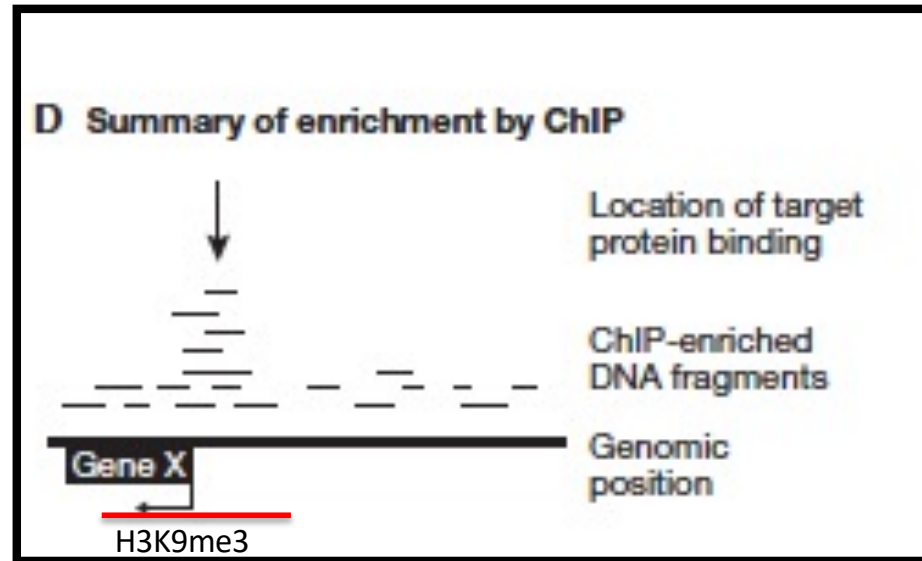 D Summary of enrichment by ChIP
Location of target
protein binding
ChIP-enriched
DNA fragments
Genomic
position
Gene X
H3K9me3